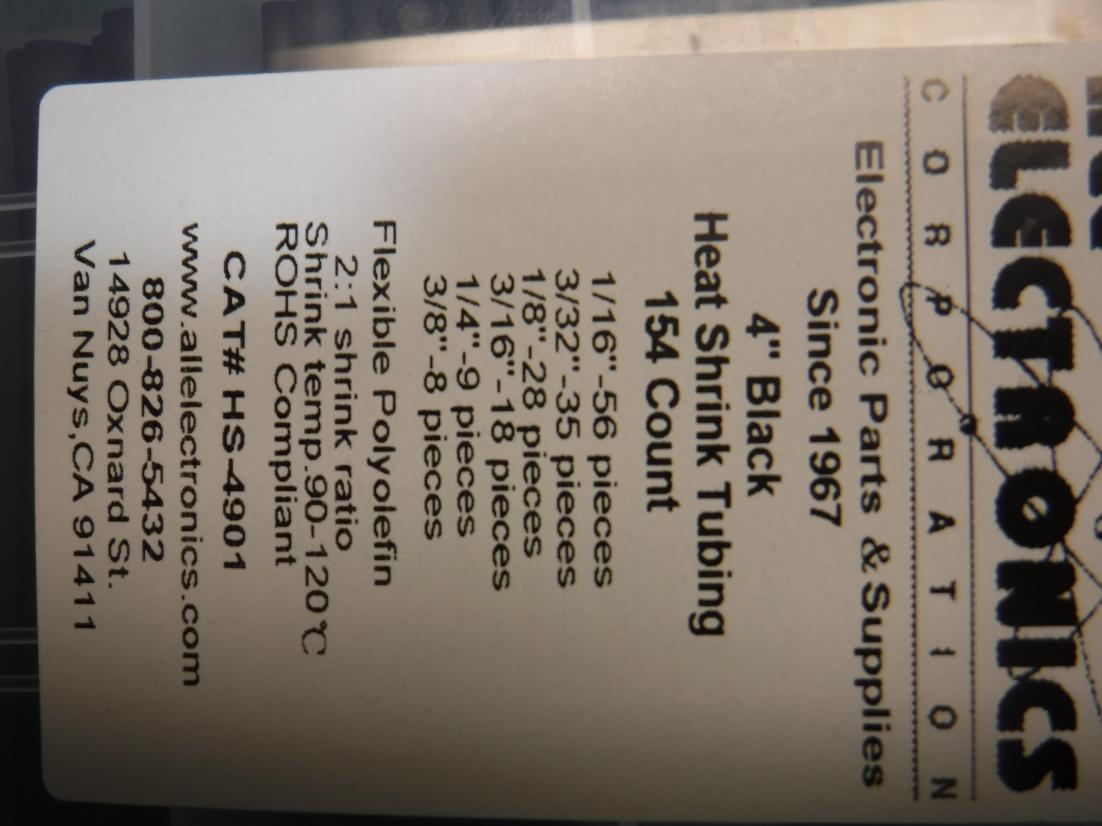 ELECTRONICS
CORPORATION
Electronic Parts & Supplies
Since 1967
4" Black
Heat Shrink Tubing
154 Count
1/16"-56 pieces
3/32"-35 pieces
1/8"-28 pieces
3/16"-18 pieces
1/4"-9 pieces
3/8"-8 pieces
Flexible Polyolefin
2:1 shrink ratio
Shrink temp.90-120℃
ROHS Compliant
CAT# HS-4901
www.allelectronics.com
800-826-5432
14928 Oxnard St.
Van Nuys,CA 91411